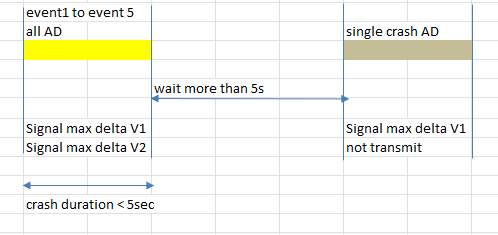 event1 to event 5
all AD
single crash AD
wait more than 5s
Signal max delta V1
Signal max delta V2
Signal max delta V1
not transmit
crash duration < 5sec